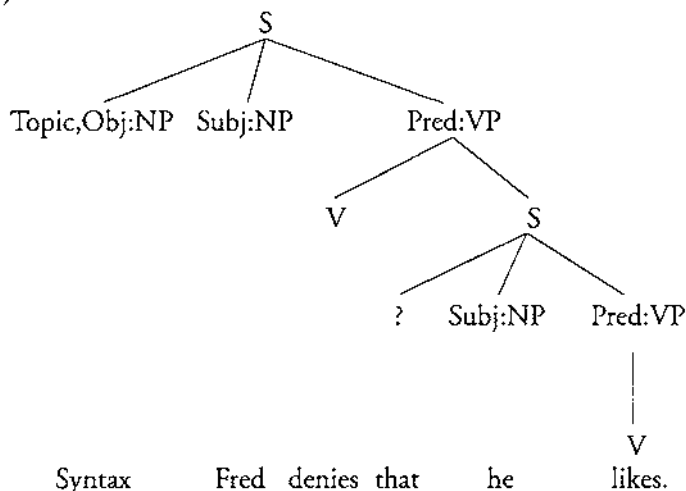 )
S
Topic,Obj:NP Subj:NP Pred:VP
V S
? Subj:NP Pred:VP
V
Syntax Fred denies that he likes.